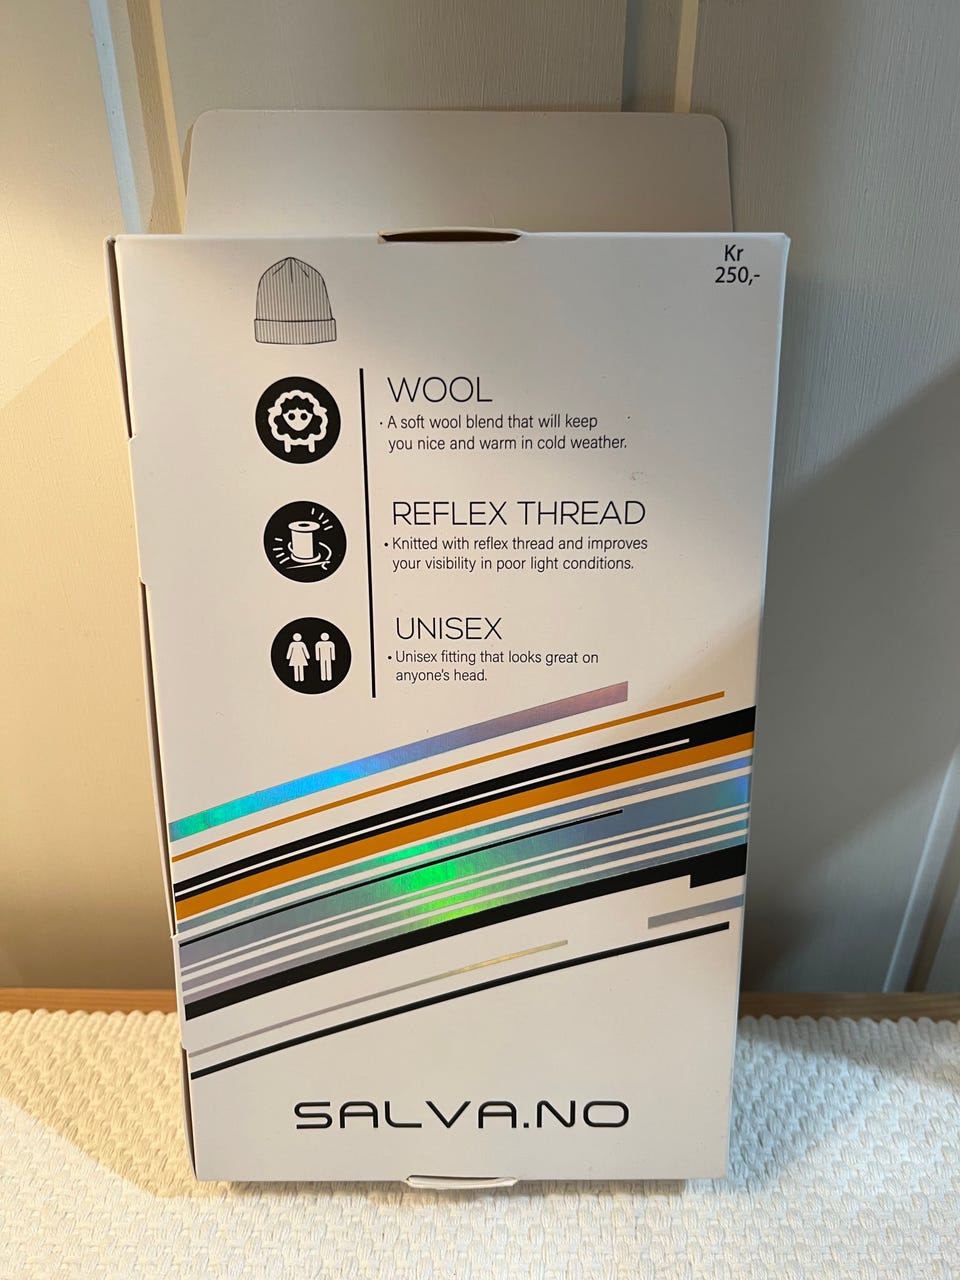 Kr
250,-
WOOL
• A soft wool blend that will keep
you nice and warm in cold weather.
REFLEX THREAD
• Knitted with reflex thread and improves
your visibility in poor light conditions.
UNISEX
• Unisex fitting that looks great on
anyone's head.
SALVA.NO